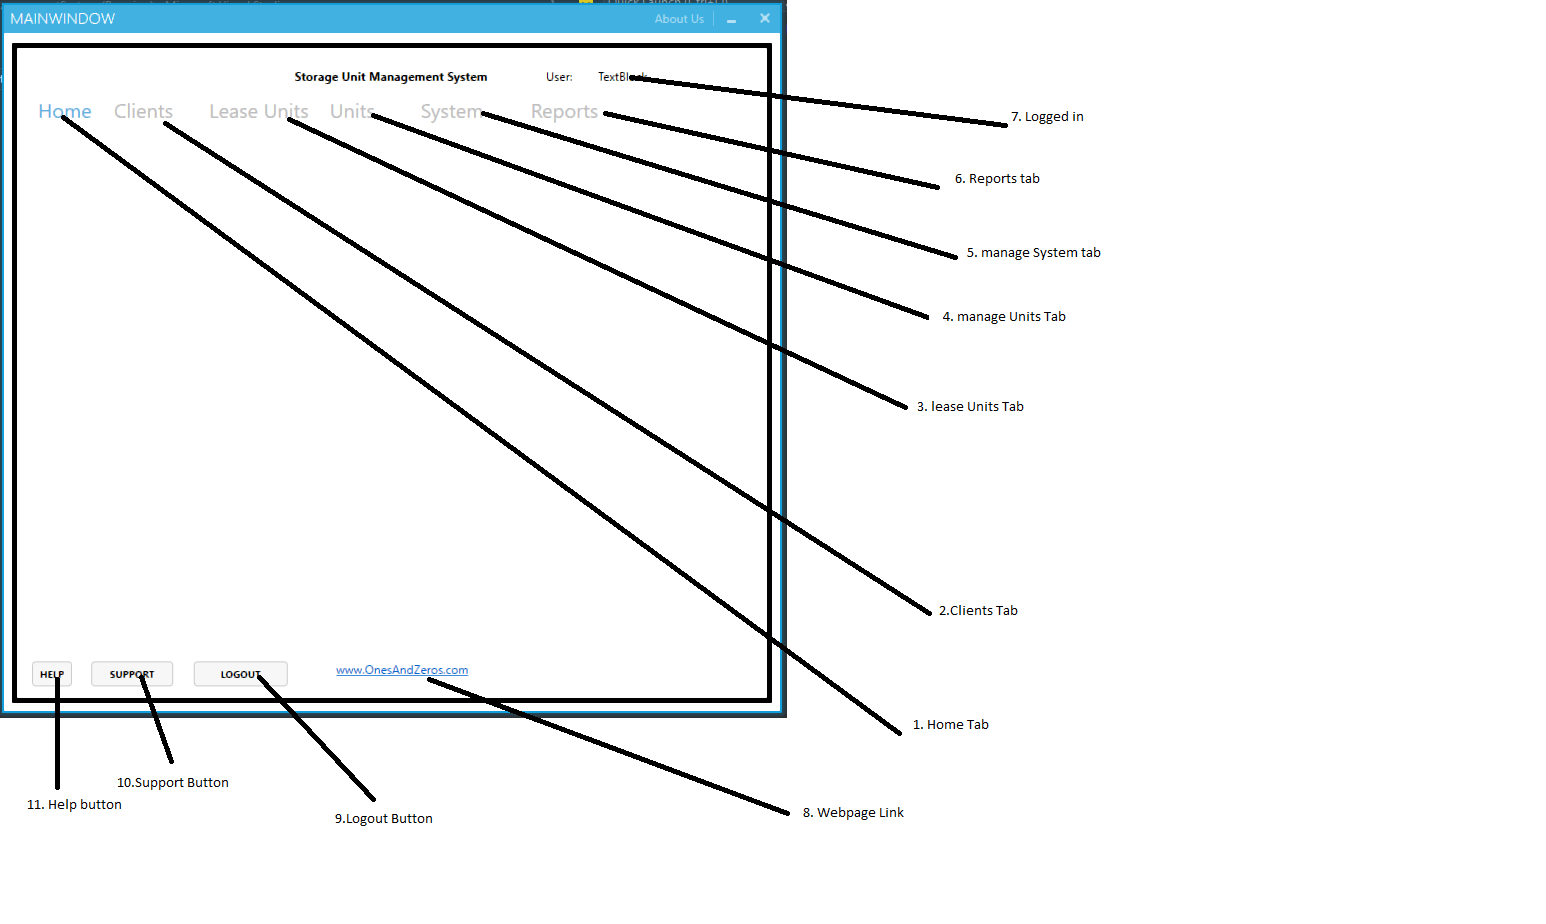 MAINWINDOW
About Us
Storage Unit Management System
User:
Home Clients Lease Units Units System Reports
7. Logged in
6. Reports tab
5. manage System tab
4. manage Units Tab
3. lease Units Tab
2.Clients Tab
1. Home Tab
HELP SUPPORT LOGOUT www.OnesAndZeros.com
10.Support Button
11. Help button
9.Logout Button
8. Webpage Link